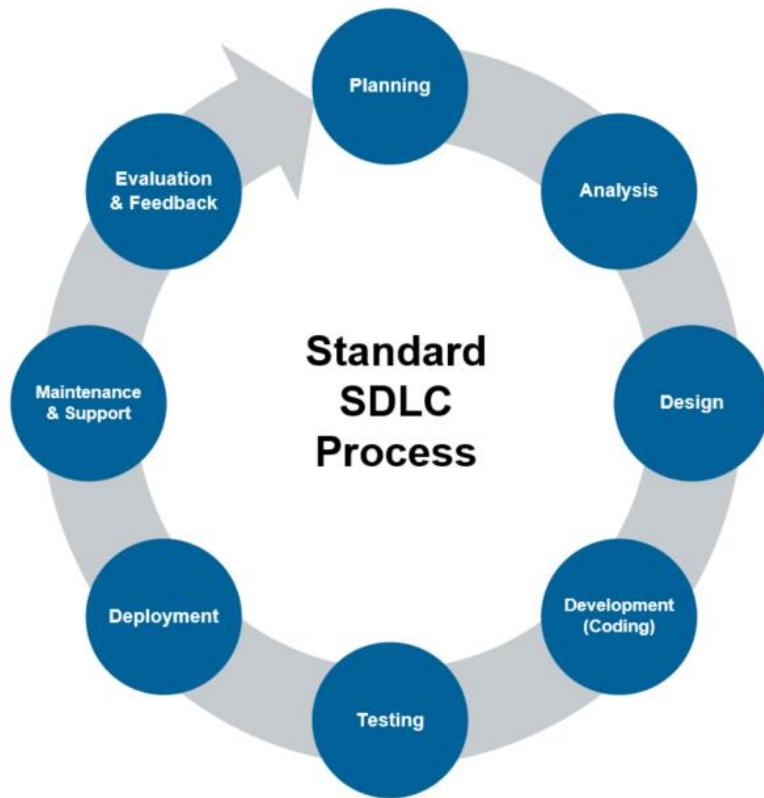 Planning
Analysis
Design
Development
(Coding)
Testing
Deployment
Maintenance
& Support
Evaluation
& Feedback
Standard
SDLC
Process